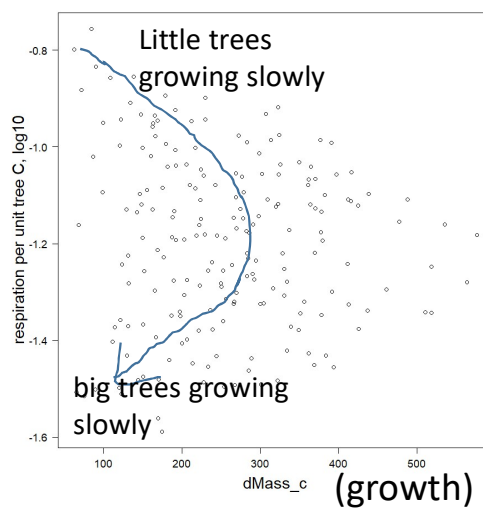 Little trees
growing slowly
respiration per unit tree C, log10
-0.8
-1.0
-1.2
-1.4
-1.6
big trees growing
slowly
100
200
300
400
500
dMass_c
(growth)